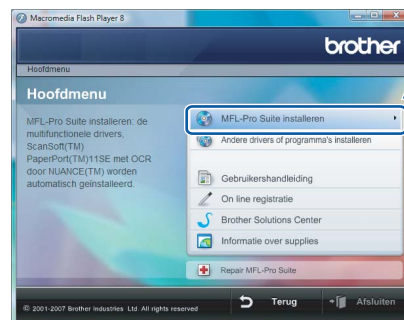 Macromedia Flash Player 8
brother
Hoofdmenu
Hoofdmenu
MFL-Pro Suite installeren: de
multifunctionele drivers,
ScanSoft(TM)
PaperPort(TM)11SE met OCR
door NUANCE(TM) worden
automatisch geïnstalleerd.
MFL-Pro Suite installeren
Andere drivers of programma's installeren
Gebruikershandleiding
On line registratie
Brother Solutions Center
Informatie over supplies
Repair MFL-Pro Suite
© 2001-2007 Brother Industries Ltd. All rights reserved
Terug
Afsluiten